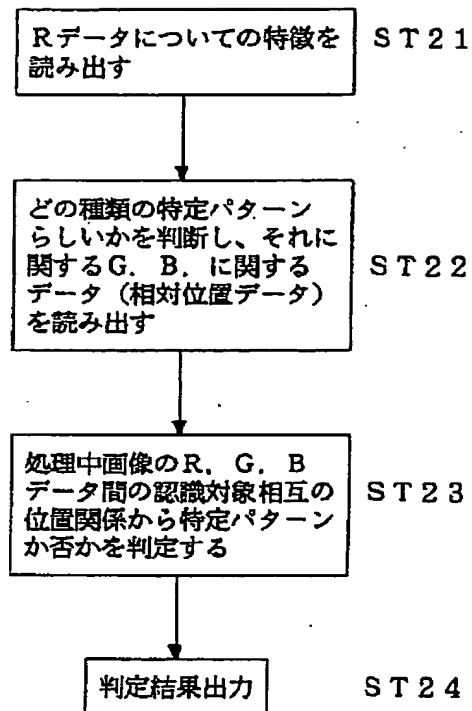 Rデータについての特徴を
読み出す
ST21
どの種類の特定パターン
らしいかを判断し、それに
関するG．B．に関する
データ（相対位置データ）
を読み出す
ST22
処理中画像のR，G，B
データ間の認識対象相互の
位置関係から特定パターン
か否かを判定する
ST23
判定結果出力
ST24